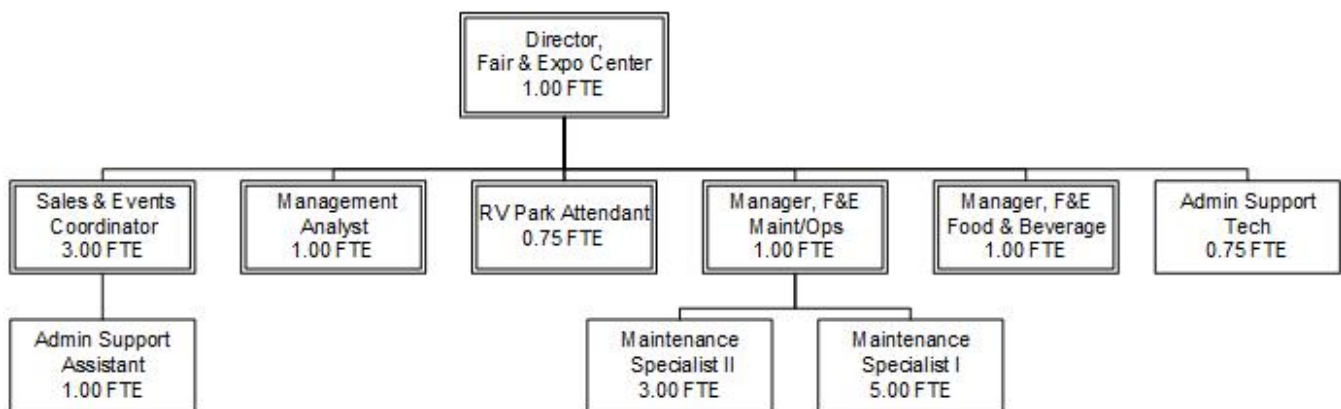 Director,
Fair & Expo Center
1.00 FTE
Sales & Events
Coordinator
3.00 FTE
Management
Analyst
1.00 FTE
RV Park Attendant
0.75 FTE
Manager, F&E
Maint/Ops
1.00 FTE
Manager, F&E
Food & Beverage
1.00 FTE
Admin Support
Tech
0.75 FTE
Admin Support
Assistant
1.00 FTE
Maintenance
Specialist II
3.00 FTE
Maintenance
Specialist I
5.00 FTE